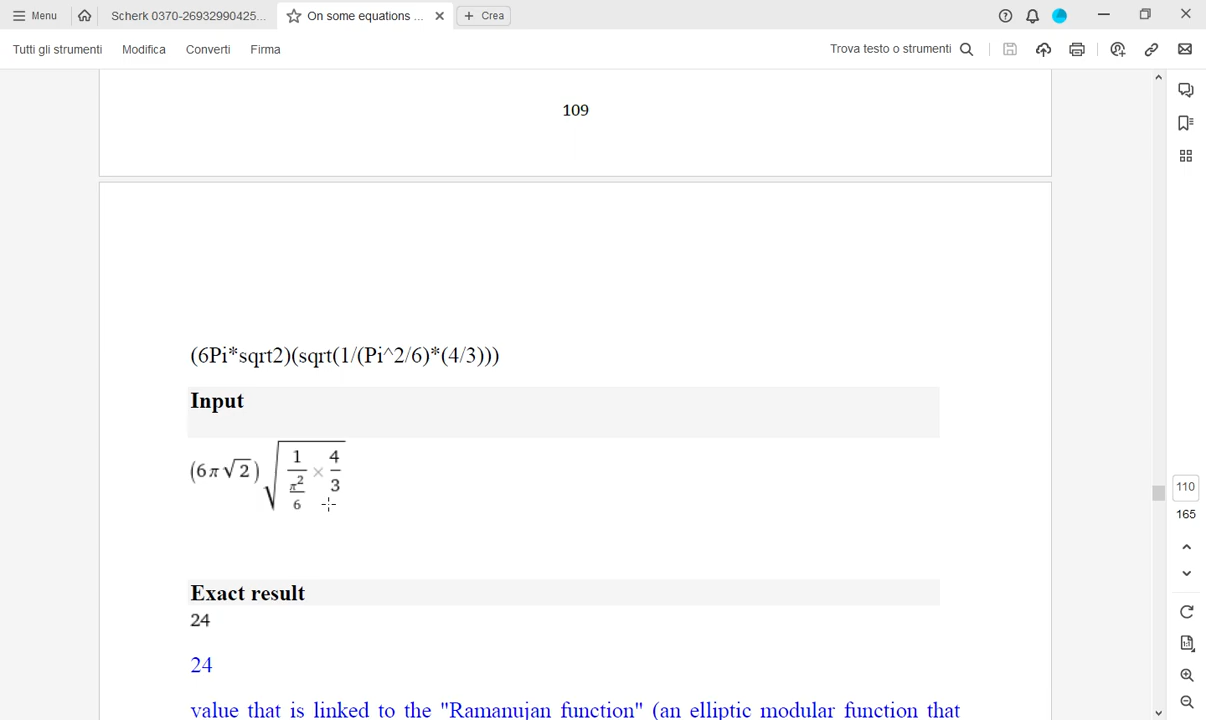 Menu
Scherk 0370-26932990425...
On some equations ...
+ Crea
Tutti gli strumenti
Modifica
Converti
Firma
Trova testo o strumenti
109
(6Pi*sqrt2)(sqrt(1/(Pi^2/6)*(4/3)))
Input
(6 π √2) √(1/(π²/6) × 4/3)
Exact result
24
24
value that is linked to the "Ramanujan function" (an elliptic modular function that
110
165